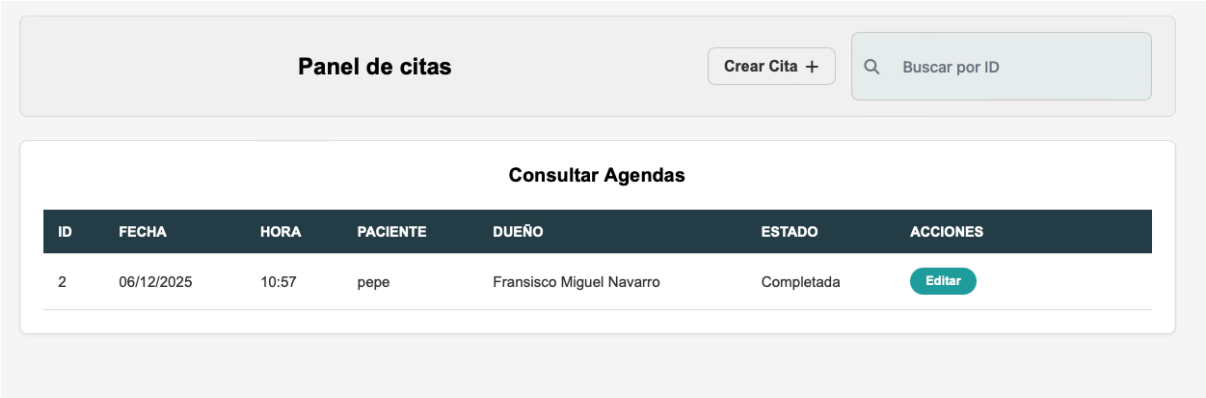 Panel de citas
Crear Cita +
Buscar por ID
Consultar Agendas
ID FECHA HORA PACIENTE DUEÑO ESTADO ACCIONES
2 06/12/2025 10:57 pepe Fransisco Miguel Navarro Completada Editar